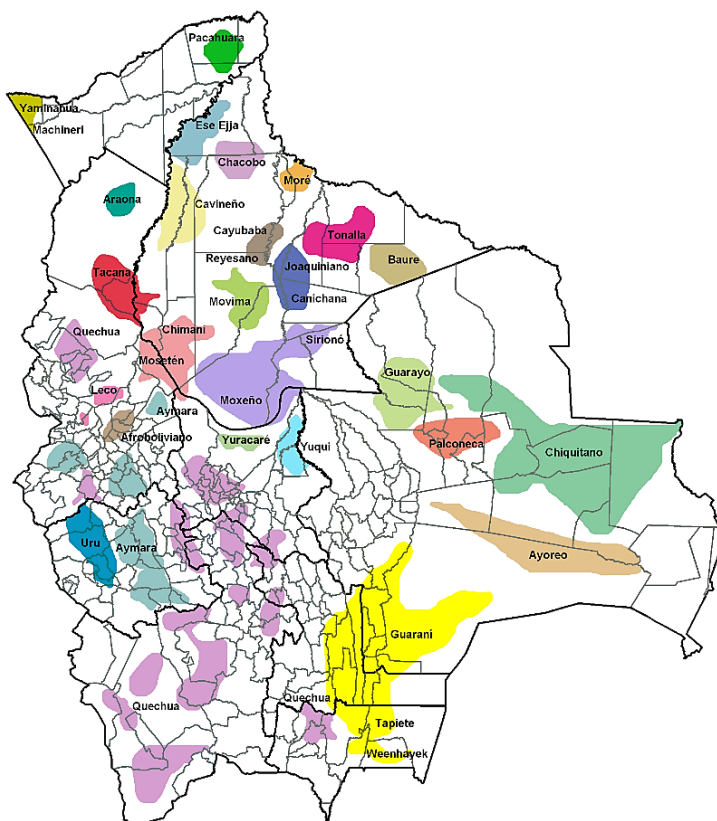 Pacahuara
Yaminahua
Machineri
Ese Ejja
Chacobo
Moré
Araona
Cavineño
Cayubaba
Tonalla
Reyesano
Joaquiniano
Baure
Tacana
Movima
Canichana
Quechua
Chimani
Sirionó
Mosetén
Guarayo
Leco
Moxeño
Aymara
Afroboliviano
Yuracaré
Yuqui
Palconeca
Chiquitano
Uru
Aymara
Ayoreo
Guarani
Quechua
Quechua
Tapiete
Weenhayek